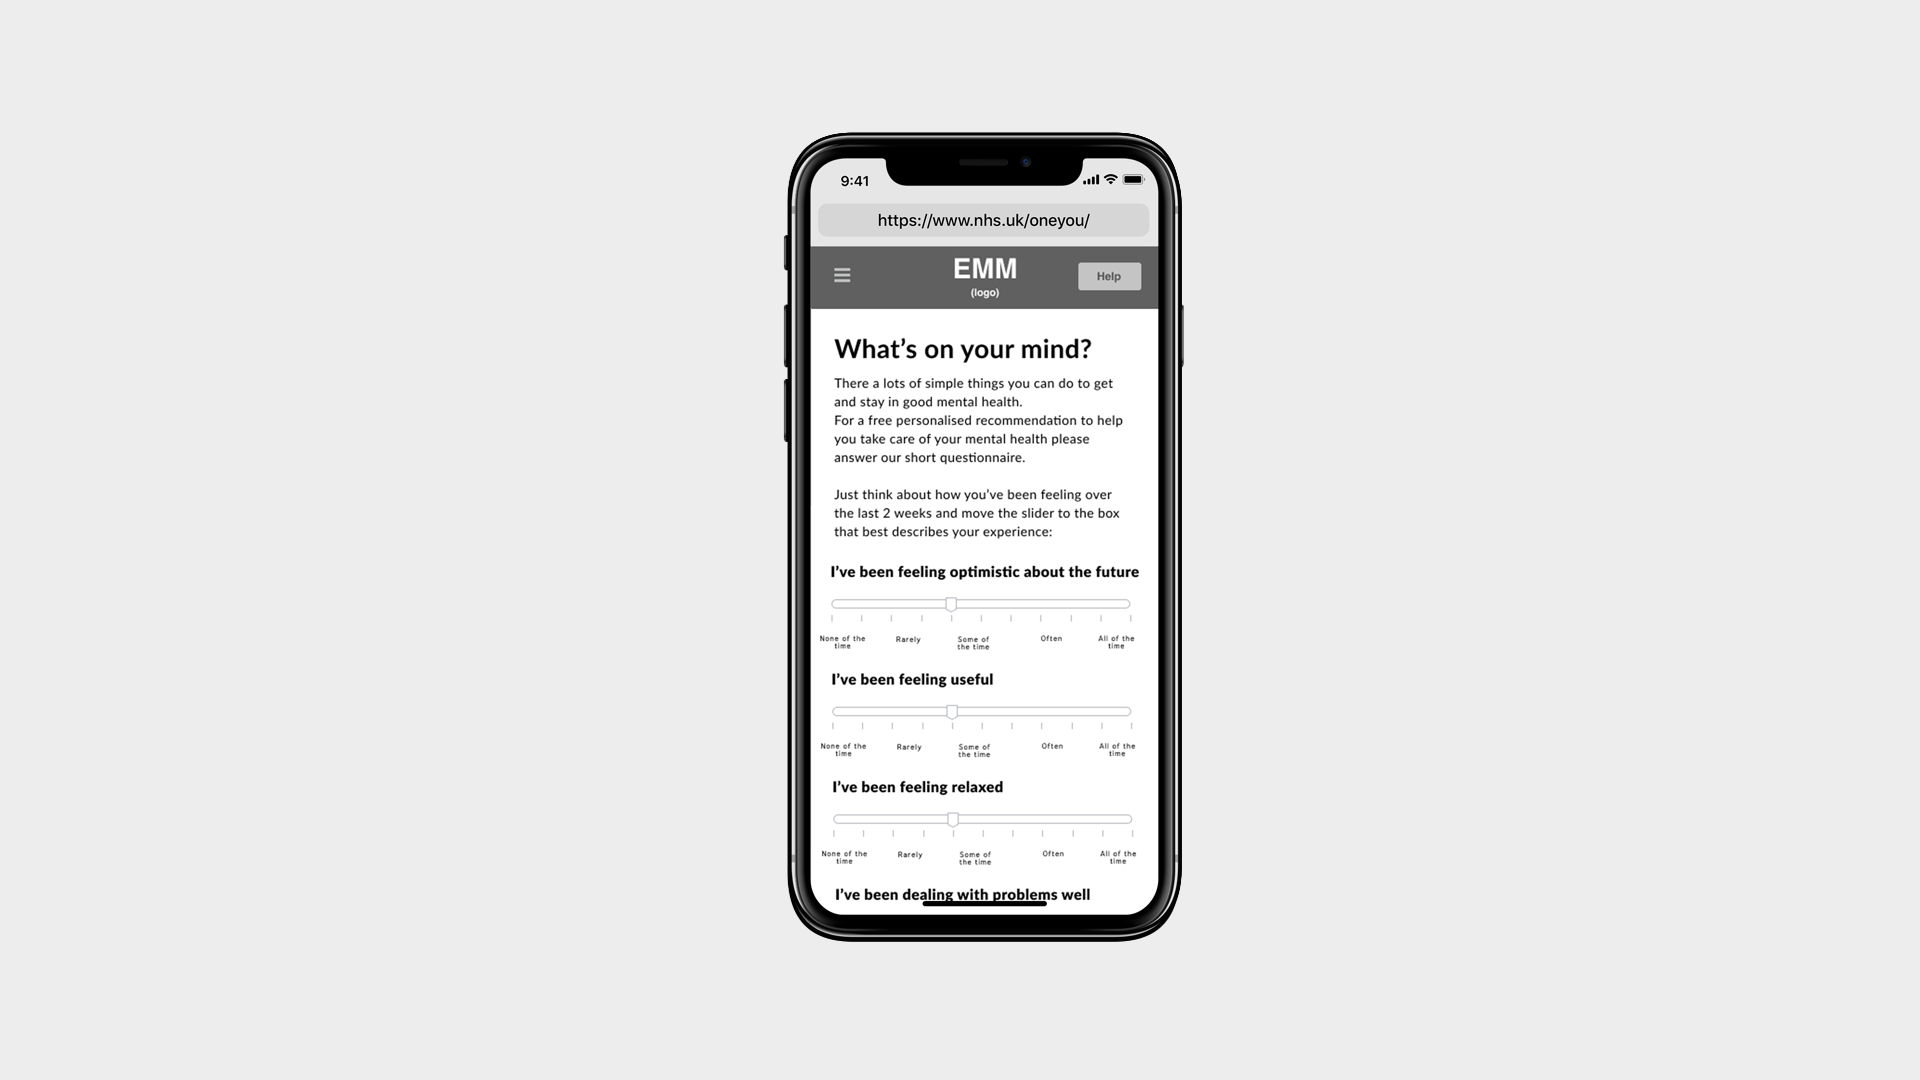 9:41
https://www.nhs.uk/oneyou/
EMM
(logo)
Help
What's on your mind?
There a lots of simple things you can do to get
and stay in good mental health.
For a free personalised recommendation to help
you take care of your mental health please
answer our short questionnaire.
Just think about how you've been feeling over
the last 2 weeks and move the slider to the box
that best describes your experience:
I've been feeling optimistic about the future
None of the time Rarely Some of the time Often All of the time
I've been feeling useful
None of the time Rarely Some of the time Often All of the time
I've been feeling relaxed
None of the time Rarely Some of the time Often All of the time
I've been dealing with problems well